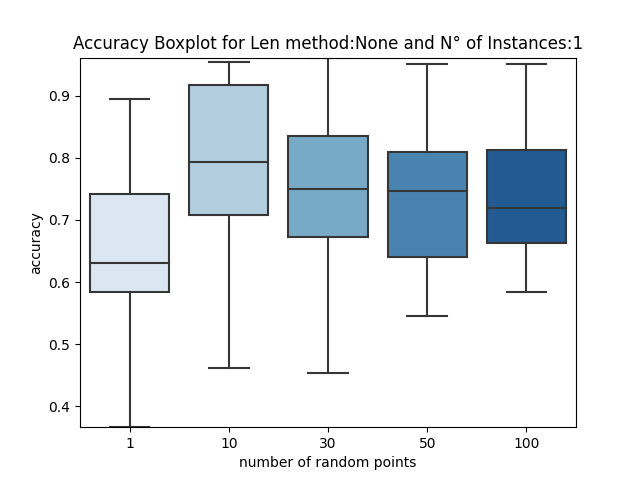 Accuracy Boxplot for Len method:None and N° of Instances:1
accuracy
0.9
0.8
0.7
0.6
0.5
0.4
1 10 30 50 100
number of random points